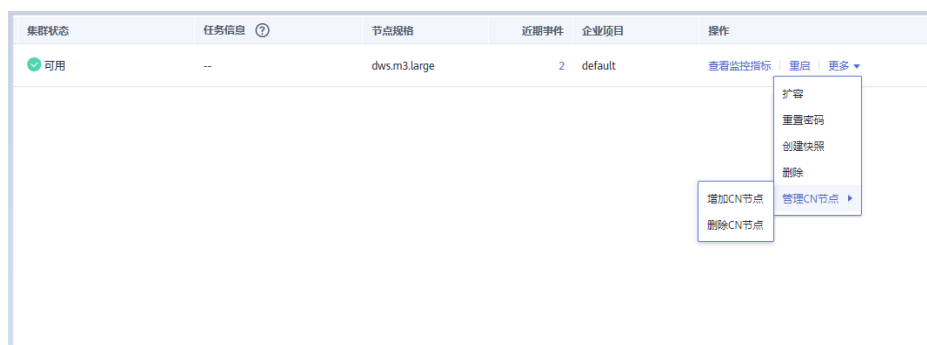 集群状态 任务信息 ? 节点规格 近期事件 企业项目 操作
可用 -- dws.m3.large 2 default 查看监控指标 重启 更多
扩容
重置密码
创建快照
删除
增加CN节点 管理CN节点
删除CN节点